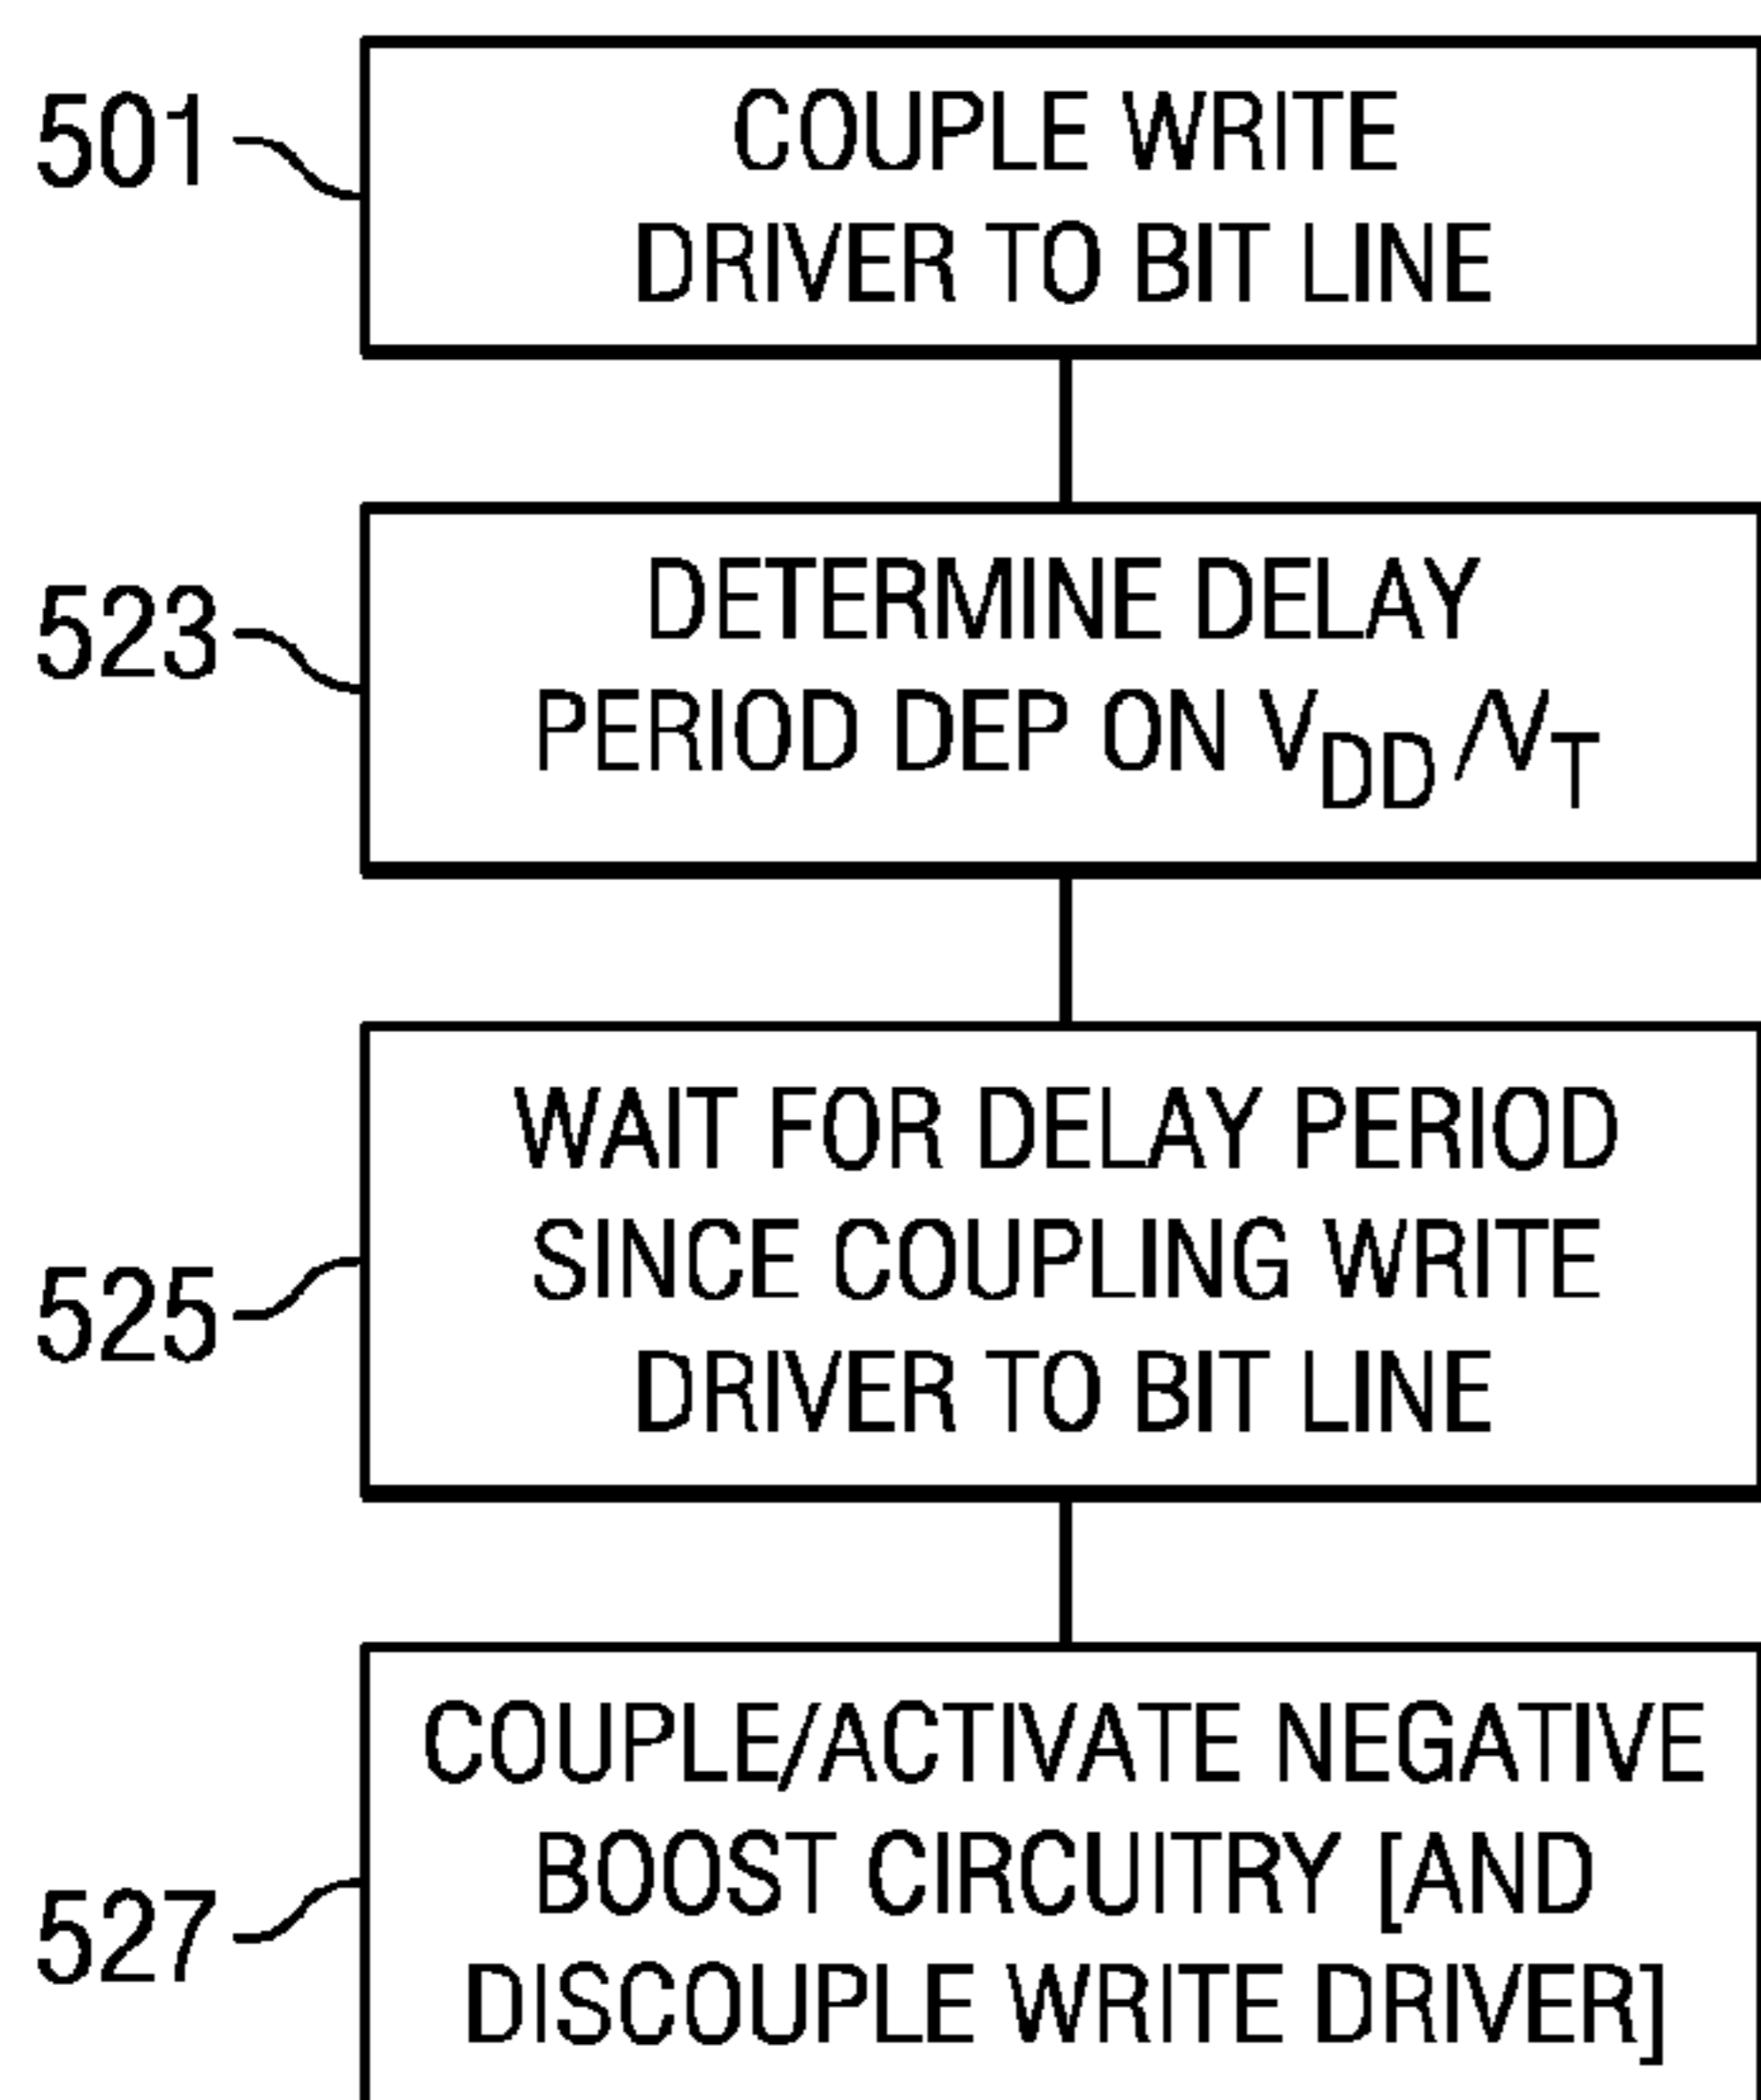 501
COUPLE WRITE
DRIVER TO BIT LINE
523
DETERMINE DELAY
PERIOD DEP ON VDD/VT
525
WAIT FOR DELAY PERIOD
SINCE COUPLING WRITE
DRIVER TO BIT LINE
527
COUPLE/ACTIVATE NEGATIVE
BOOST CIRCUITRY [AND
DISCOUPLE WRITE DRIVER]